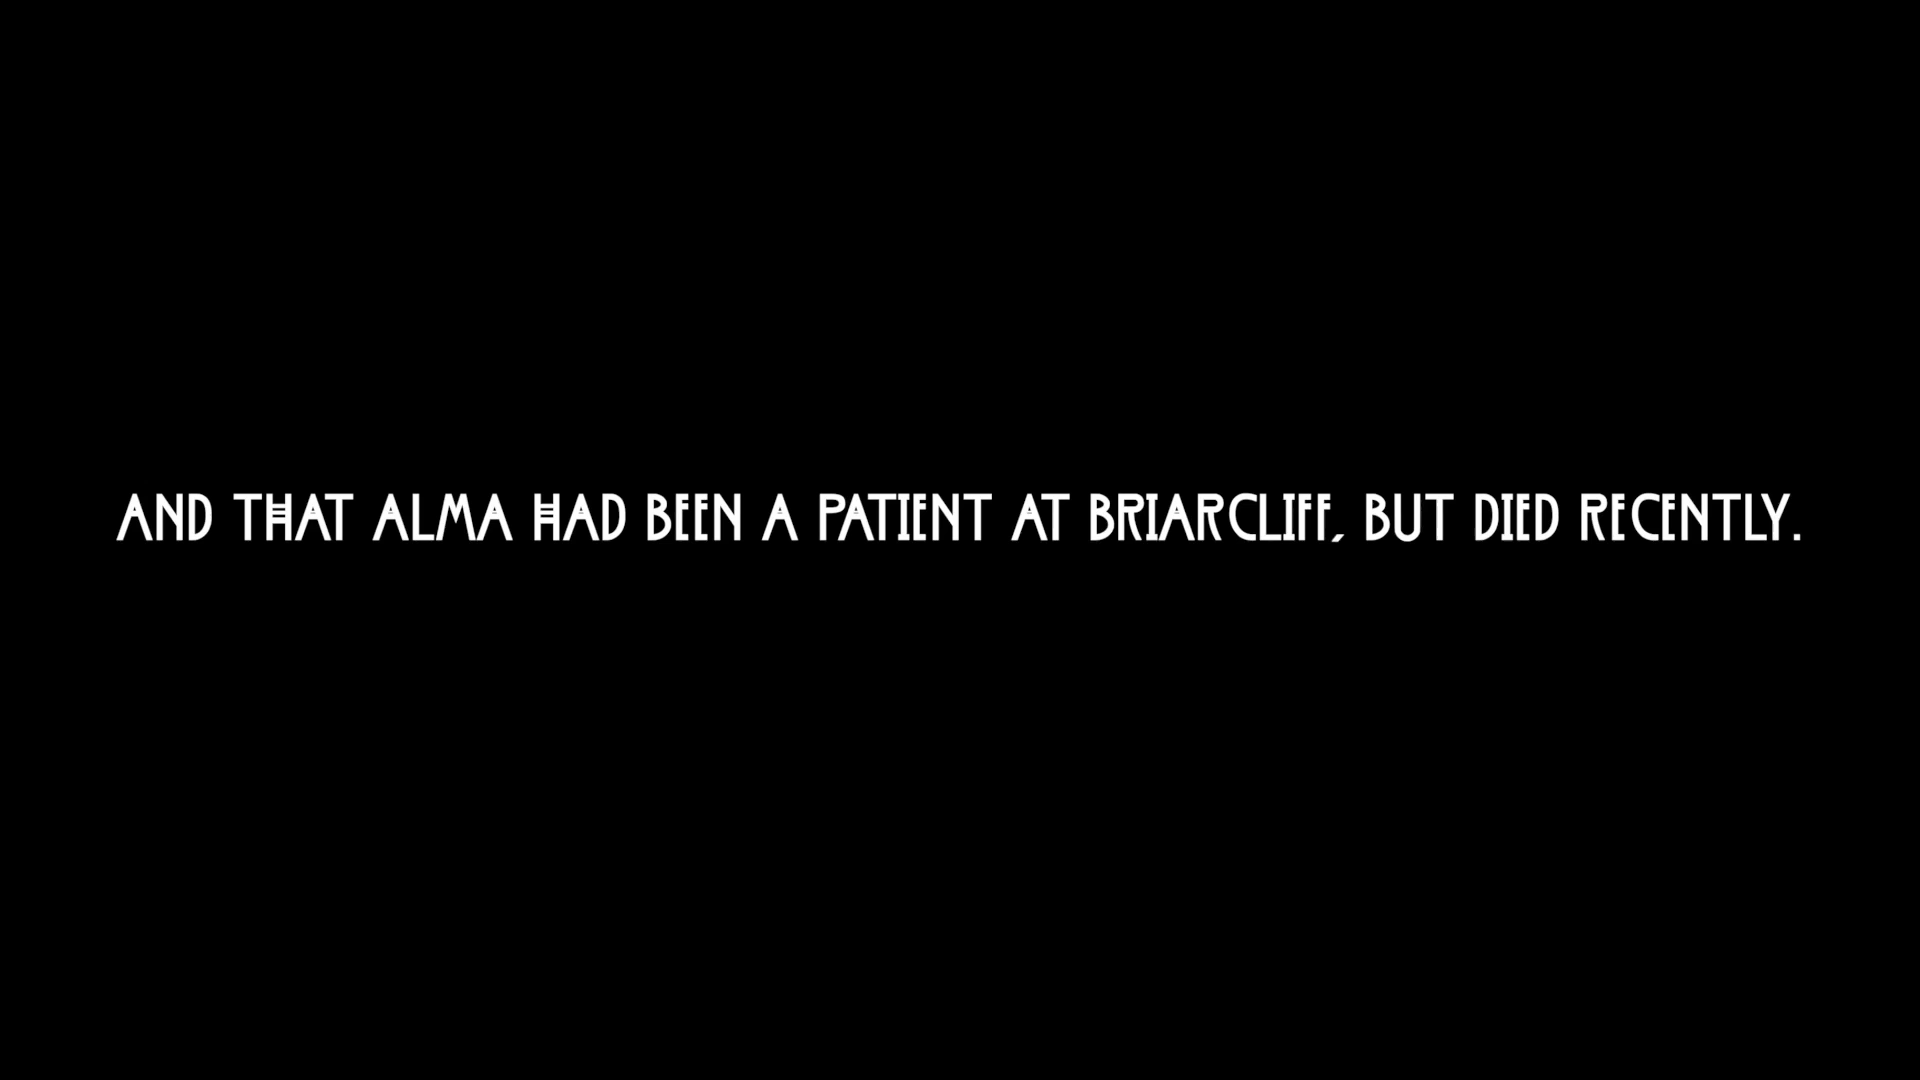 AND THAT ALMA HAD BEEN A PATIENT AT BRIARCLIFF, BUT DIED RECENTLY.